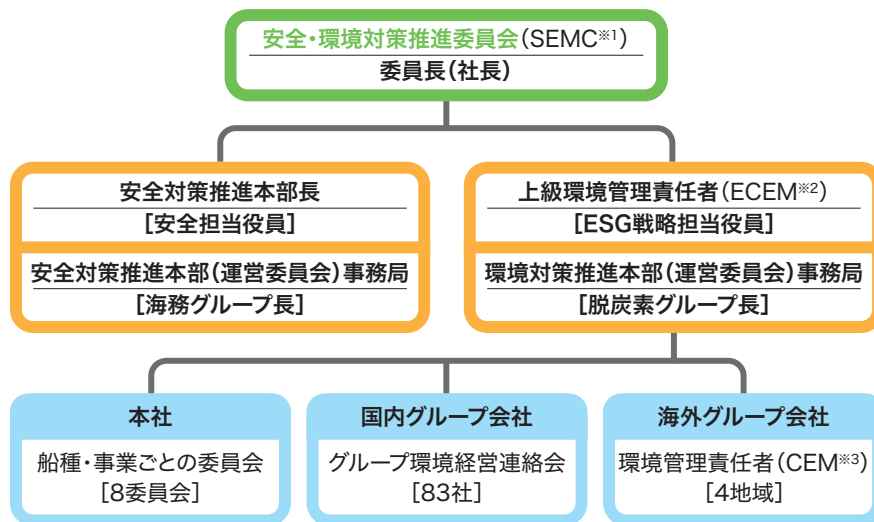 安全・環境対策推進委員会(SEMC※1)
委員長(社長)
安全対策推進本部長
[安全担当役員]
安全対策推進本部(運営委員会)事務局
[海務グループ長]
上級環境管理責任者(ECEM※2)
[ESG戦略担当役員]
環境対策推進本部(運営委員会)事務局
[脱炭素グループ長]
本社
船種・事業ごとの委員会
[8委員会]
国内グループ会社
グループ環境経営連絡会
[83社]
海外グループ会社
環境管理責任者(CEM※3)
[4地域]